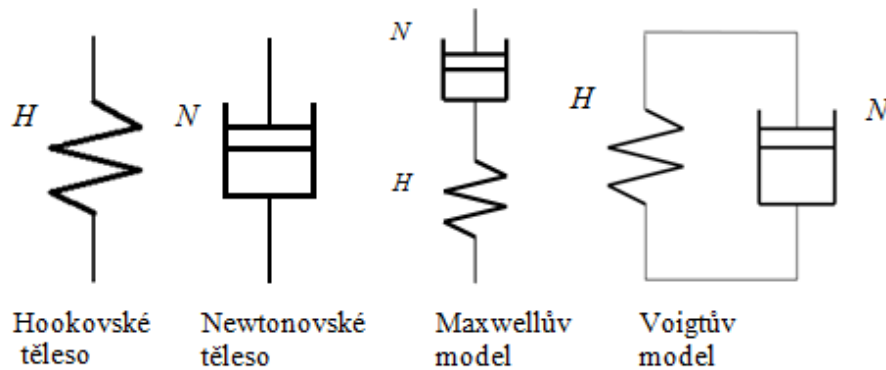 H
N
N
H
H
N
Hookovské
těleso
Newtonovské
těleso
Maxwellův
model
Voigtův
model